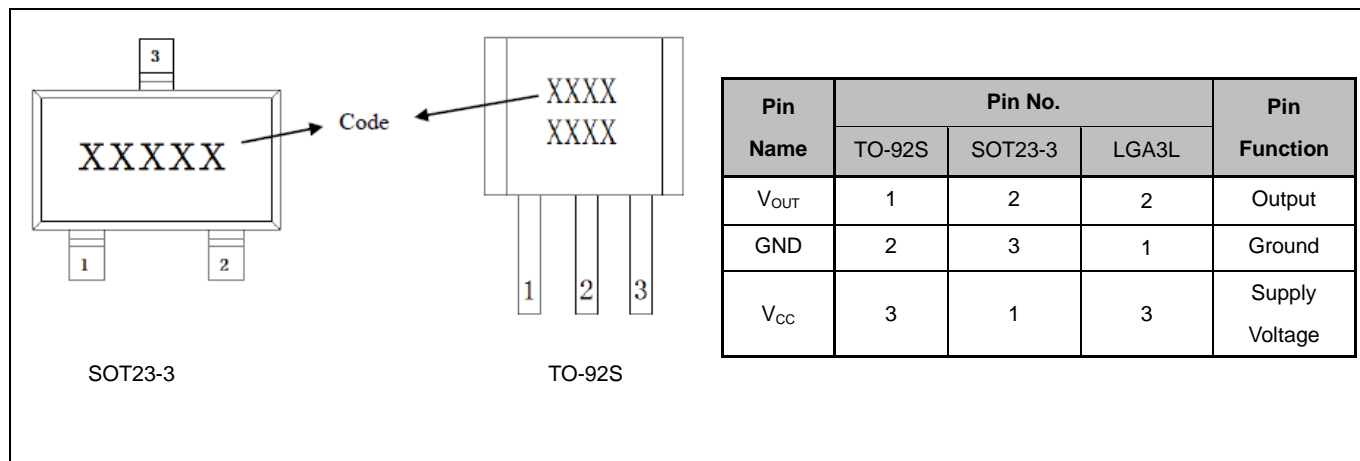 3
XXXXX
1 2
SOT23-3
Code
XXXX
XXXX
1 2 3
TO-92S
Pin Name Pin No. Pin Function
TO-92S SOT23-3 LGA3L
VOUT 1 2 2 Output
GND 2 3 1 Ground
VCC 3 1 3 Supply Voltage